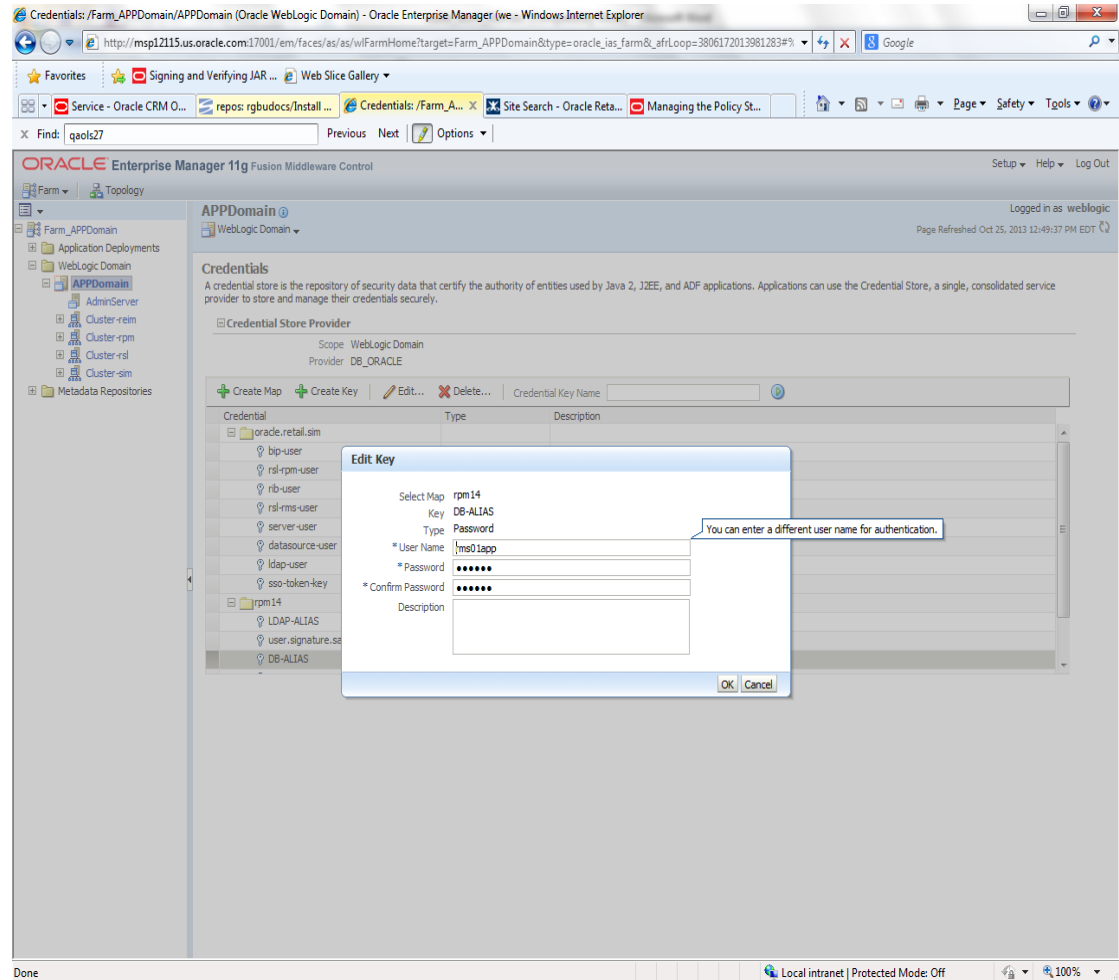 Credentials: /Farm_APPDomain/APPDomain (Oracle WebLogic Domain) - Oracle Enterprise Manager (we - Windows Internet Explorer
http://msp12115.us.oracle.com:17001/em/faces/as/as/wlFarmHome?target=Farm_APPDomain&type=oracle_ias_farm&_afrLoop=3806172013981283#%
Google
Favorites Signing and Verifying JAR ... Web Slice Gallery
Service - Oracle CRM O... repos: rgbudocs/Install ... Credentials: /Farm_A... X Site Search - Oracle Reta... Managing the Policy St... Page Safety Tools
X Find: qaols27 Previous Next Options
ORACLE Enterprise Manager 11g Fusion Middleware Control Setup Help Log Out
Farm Topology
APPDomain Logged in as weblogic
WebLogic Domain Page Refreshed Oct 25, 2013 12:49:37 PM EDT
Farm_APPDomain
Application Deployments
WebLogic Domain
APPDomain
AdminServer
Cluster-reim
Cluster-rpm
Cluster-rsl
Cluster-sim
Metadata Repositories
Credentials
A credential store is the repository of security data that certify the authority of entities used by Java 2, J2EE, and ADF applications. Applications can use the Credential Store, a single, consolidated service
provider to store and manage their credentials securely.
Credential Store Provider
Scope WebLogic Domain
Provider DB_ORACLE
Create Map Create Key Edit... Delete... Credential Key Name
Credential Type Description
oracle.retail.sim
bip-user
rsl-rpm-user
rib-user
rsl-rms-user
server-user
datasource-user
ldap-user
sso-token-key
rpm14
LDAP-ALIAS
user.signature.sa
DB-ALIAS
Edit Key
Select Map rpm14
Key DB-ALIAS
Type Password
You can enter a different user name for authentication.
* User Name rms01app
* Password ••••••
* Confirm Password ••••••
Description
OK Cancel
Done Local intranet | Protected Mode: Off 100%